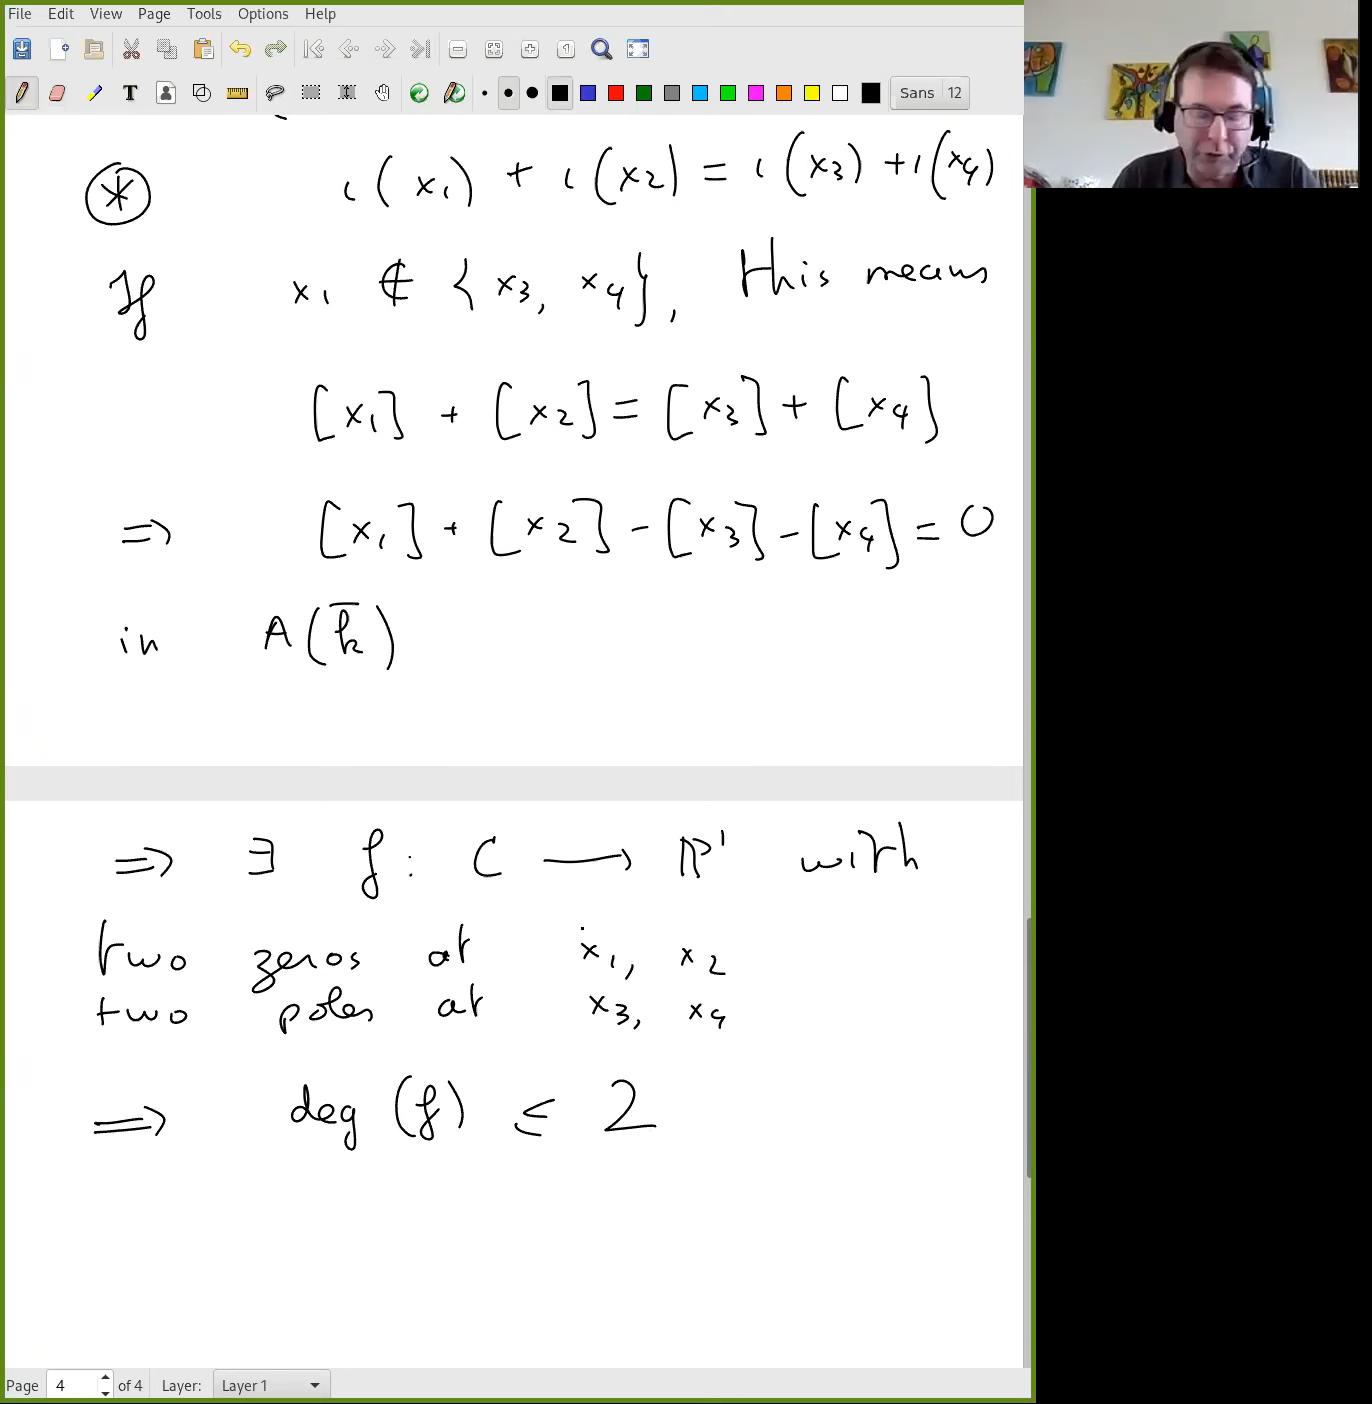 File Edit View Page Tools Options Help
T Sans 12
⊛ ι(x₁) + ι(x₂) = ι(x₃) + ι(x₄)
If x₁ ∉ {x₃, x₄}, this means
[x₁] + [x₂] = [x₃] + [x₄]
⇒ [x₁] + [x₂] - [x₃] - [x₄] = 0
in A(k̅)
⇒ ∃ f: C ⟶ ℙ¹ with
two zeros at x₁, x₂
two poles at x₃, x₄
⟹ deg (f) ≤ 2
Page 4 of 4 Layer: Layer 1